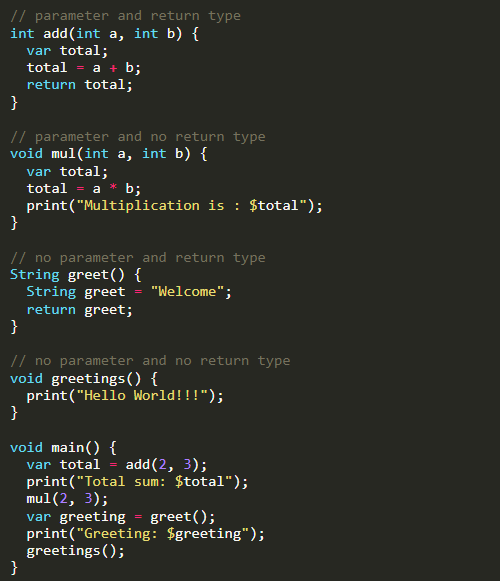 // parameter and return type
int add(int a, int b) {
  var total;
  total = a + b;
  return total;
}

// parameter and no return type
void mul(int a, int b) {
  var total;
  total = a * b;
  print("Multiplication is : $total");
}

// no parameter and return type
String greet() {
  String greet = "Welcome";
  return greet;
}

// no parameter and no return type
void greetings() {
  print("Hello World!!!");
}

void main() {
  var total = add(2, 3);
  print("Total sum: $total");
  mul(2, 3);
  var greeting = greet();
  print("Greeting: $greeting");
  greetings();
}